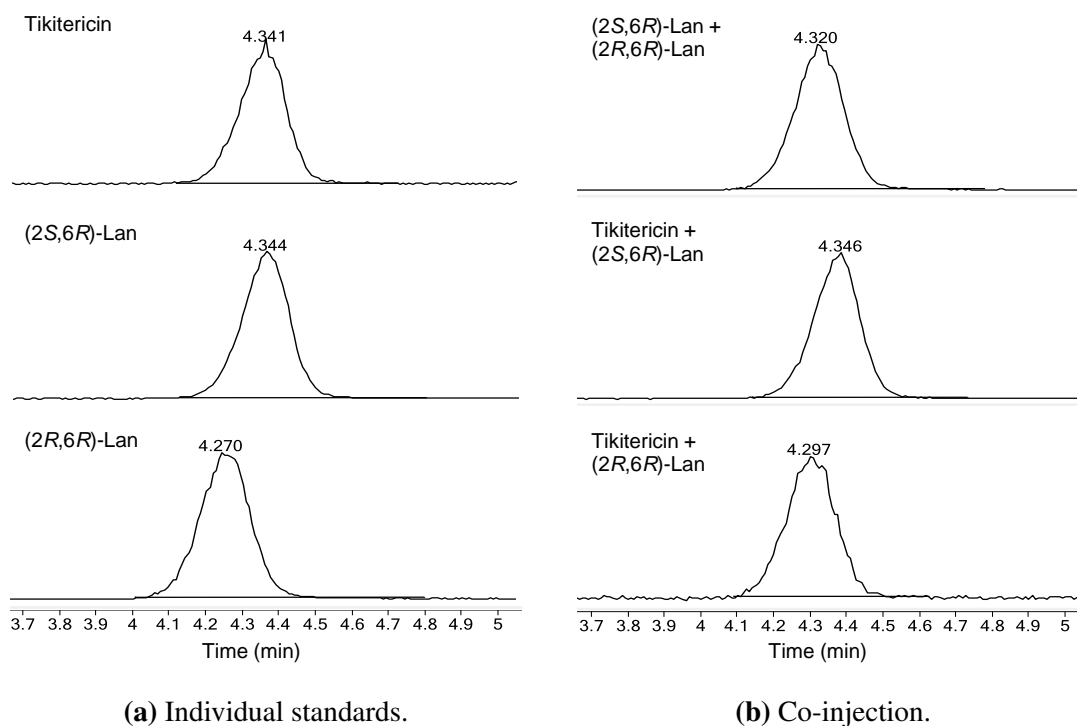 Tikitericin
4.341
(2S,6R)-Lan
4.344
(2R,6R)-Lan
4.270
3.7 3.8 3.9 4 4.1 4.2 4.3 4.4 4.5 4.6 4.7 4.8 4.9 5
Time (min)
(a) Individual standards.
(2S,6R)-Lan +
(2R,6R)-Lan
4.320
Tikitericin +
(2S,6R)-Lan
4.346
Tikitericin +
(2R,6R)-Lan
4.297
3.7 3.8 3.9 4 4.1 4.2 4.3 4.4 4.5 4.6 4.7 4.8 4.9 5
Time (min)
(b) Co-injection.